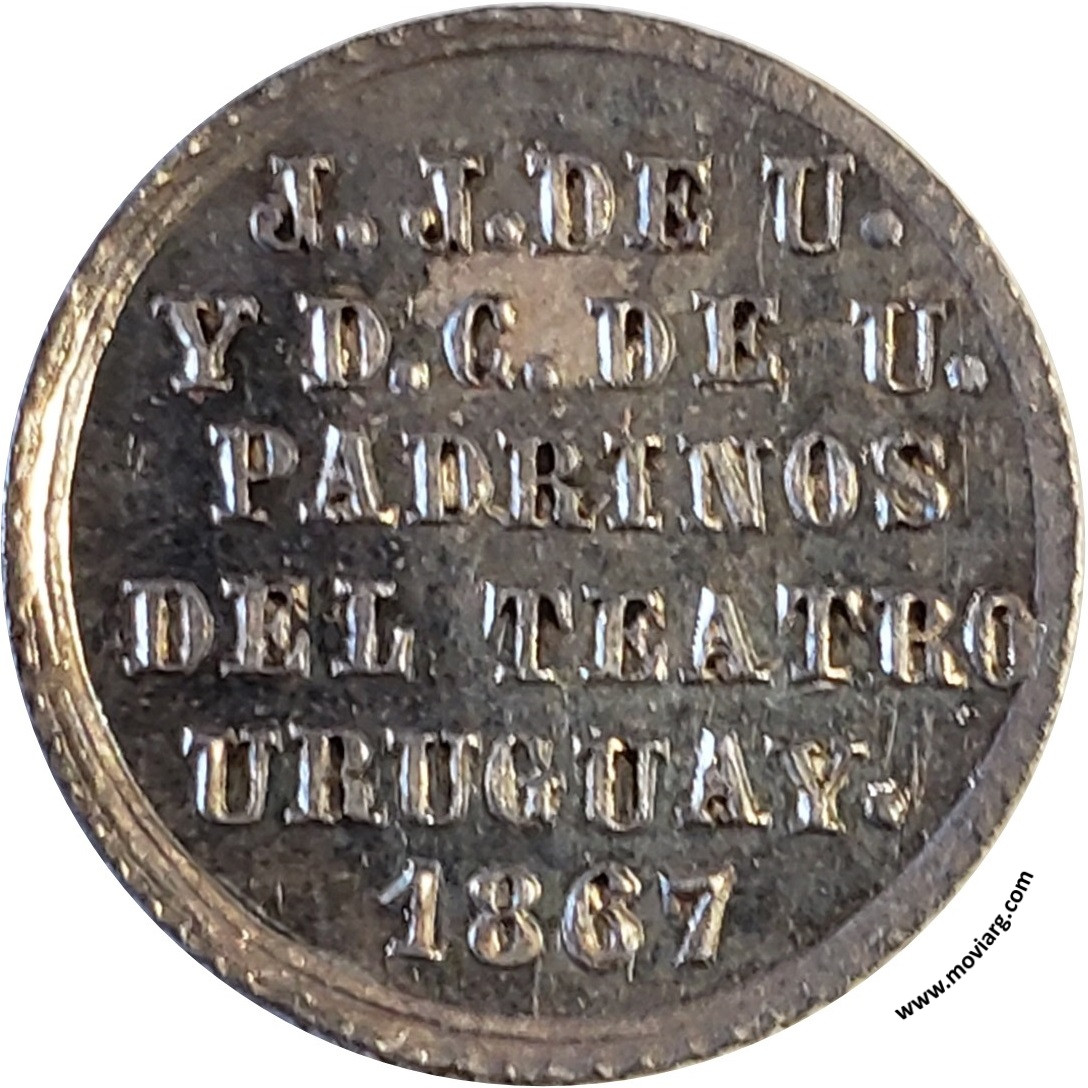 J. J. DE U.
Y D. C. DE U.
PADRINOS
DEL TEATRO
URUGUAY.
1867
www.moviarg.com